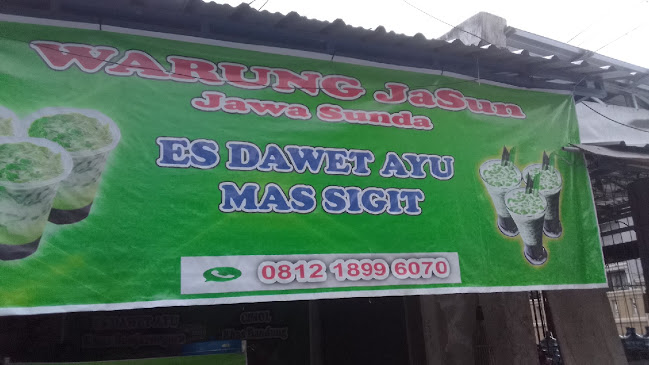 WARUNG JaSun
Jawa Sunda
ES DAWET AYU
MAS SIGIT
0812 1899 6070